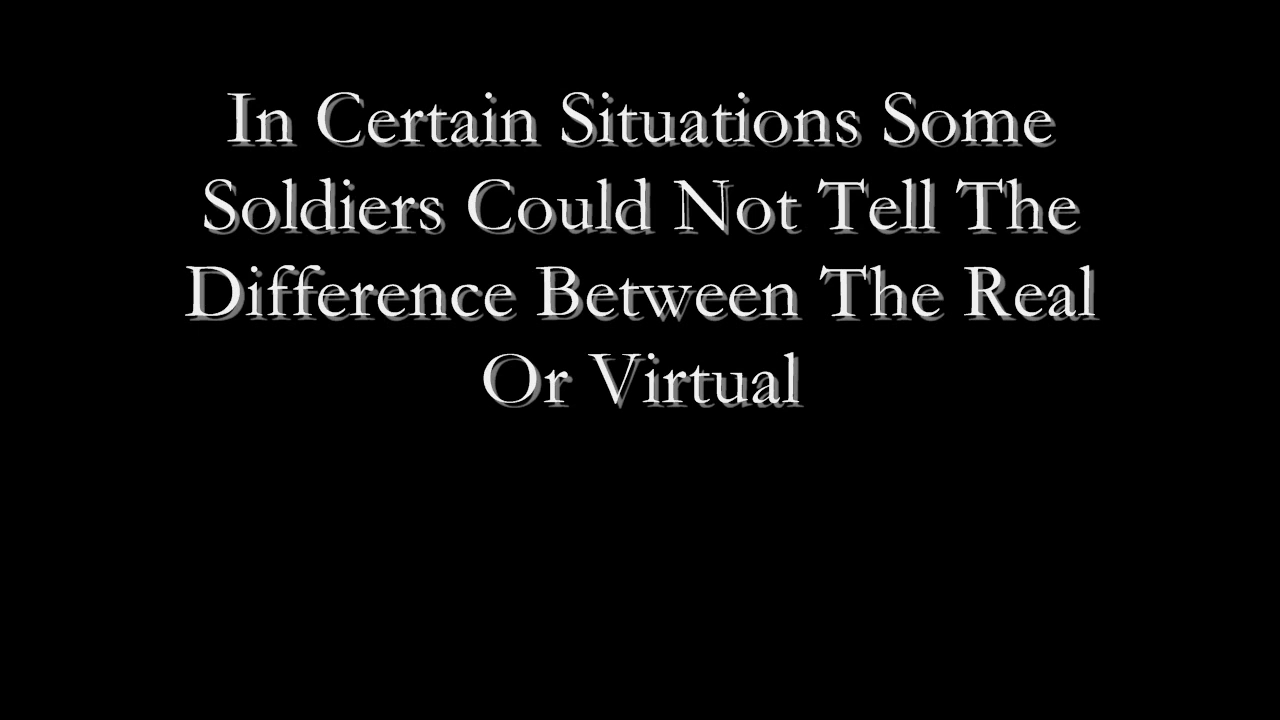 In Certain Situations Some
Soldiers Could Not Tell The
Difference Between The Real
Or Virtual